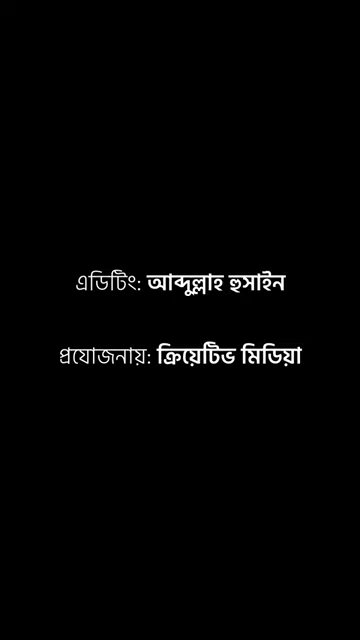 এডিটিং: আব্দুল্লাহ হুসাইন
প্রযোজনায়: ক্রিয়েটিভ মিডিয়া